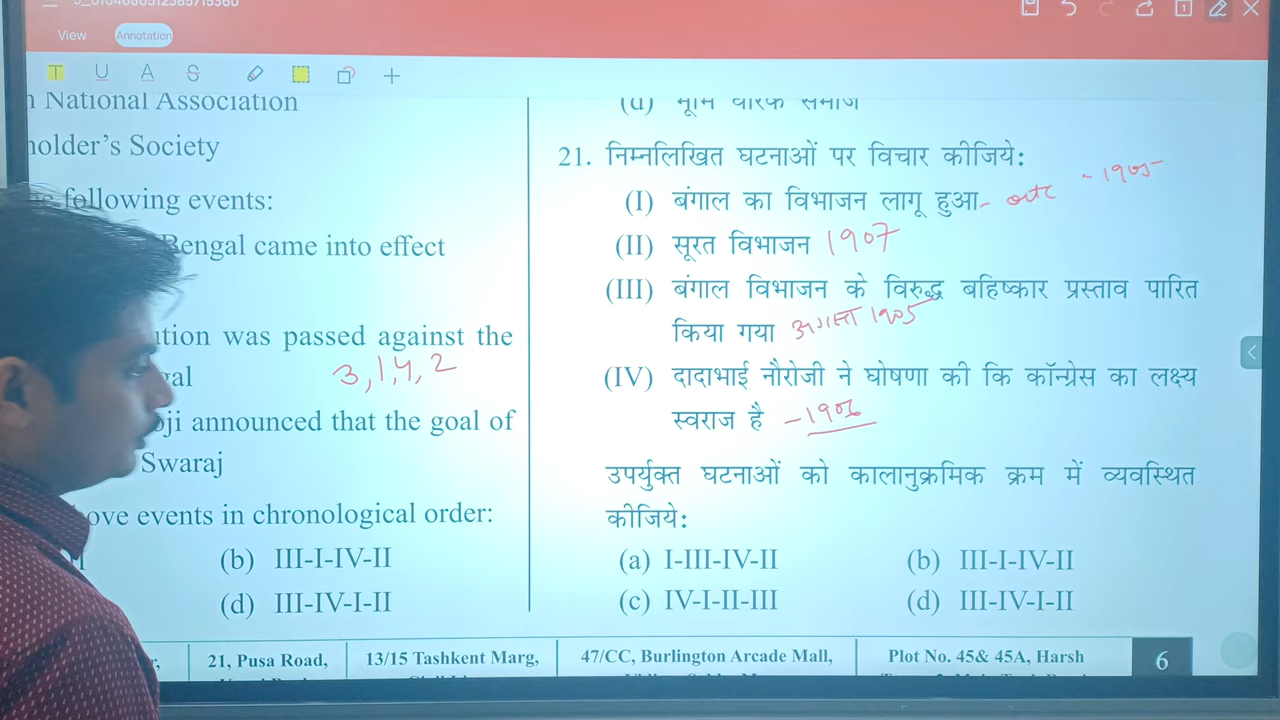 View Annotation
T U A S
National Association
holder's Society
following events:
Bengal came into effect
ution was passed against the
gal 3,1,4,2
oji announced that the goal of
Swaraj
ove events in chronological order:
(b) III-I-IV-II
(d) III-IV-I-II
(d) भूमि धारक समाज
21. निम्नलिखित घटनाओं पर विचार कीजिये:
(I) बंगाल का विभाजन लागू हुआ - 1905
(II) सूरत विभाजन 1907
(III) बंगाल विभाजन के विरुद्ध बहिष्कार प्रस्ताव पारित
किया गया अगस्त 1905
(IV) दादाभाई नौरोजी ने घोषणा की कि कॉन्ग्रेस का लक्ष्य
स्वराज है - 1906
उपर्युक्त घटनाओं को कालानुक्रमिक क्रम में व्यवस्थित
कीजिये:
(a) I-III-IV-II (b) III-I-IV-II
(c) IV-I-II-III (d) III-IV-I-II
21, Pusa Road, 13/15 Tashkent Marg, 47/CC, Burlington Arcade Mall, Plot No. 45& 45A, Harsh 6